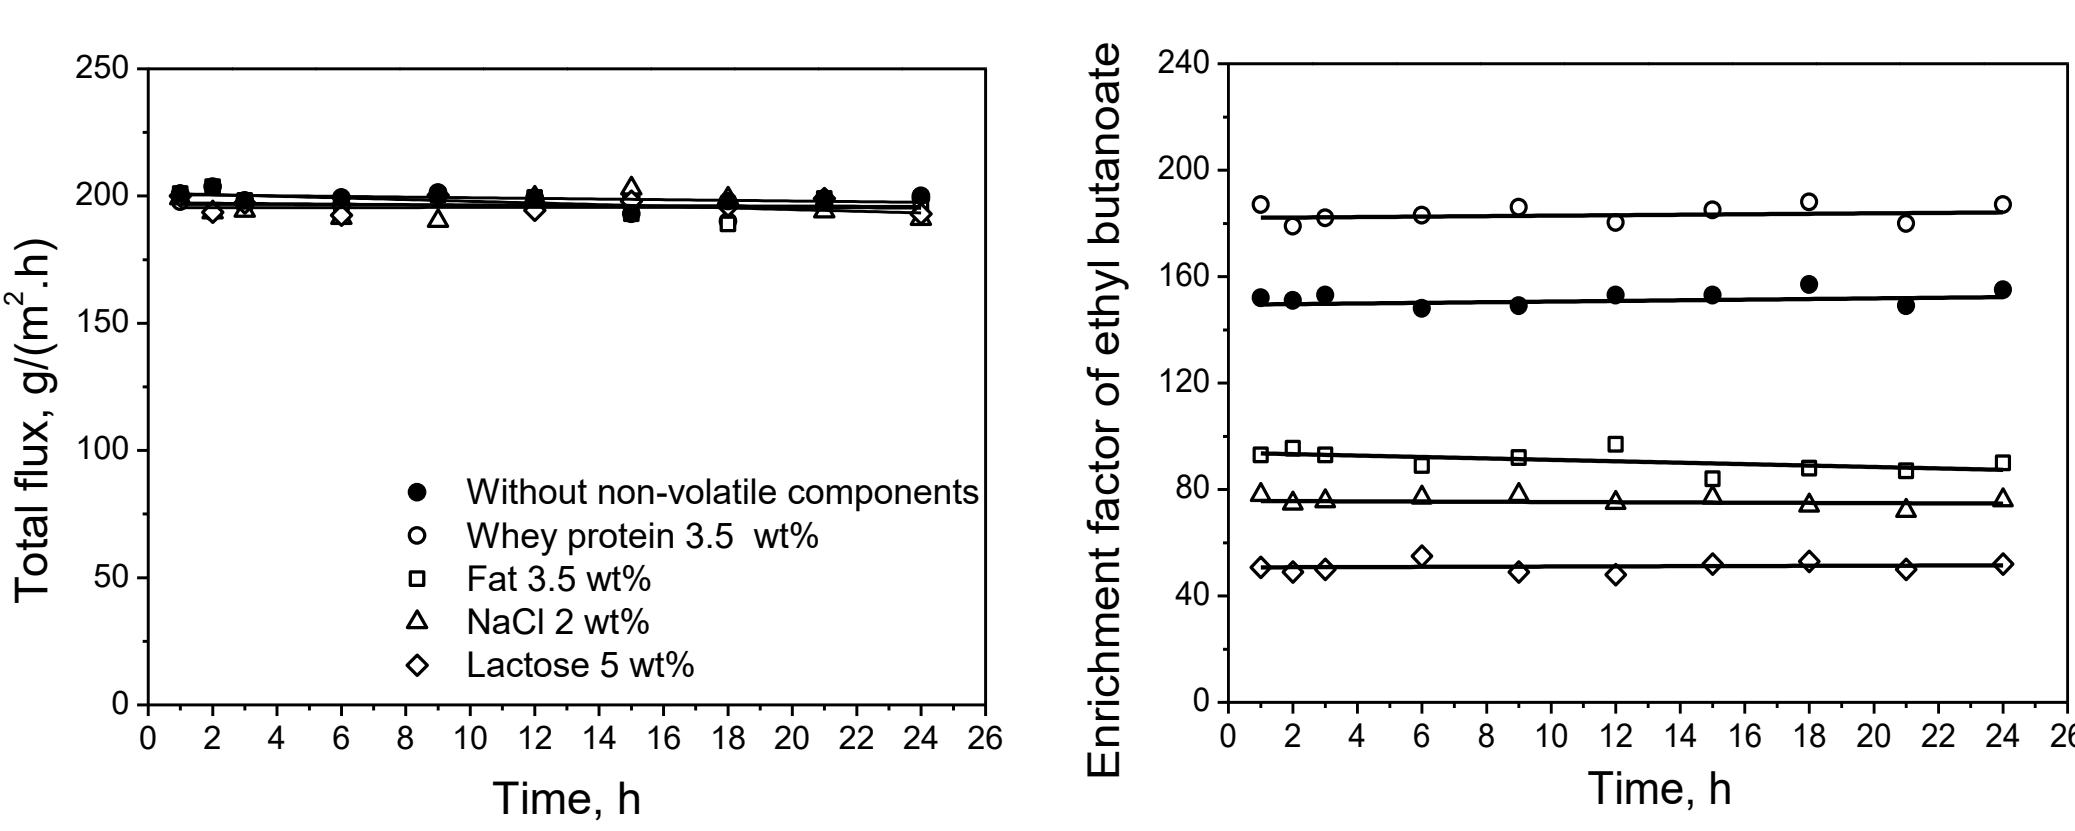 250
200
150
100
50
0
Total flux, g/(m².h)
Without non-volatile components
Whey protein 3.5 wt%
Fat 3.5 wt%
NaCl 2 wt%
Lactose 5 wt%
0 2 4 6 8 10 12 14 16 18 20 22 24 26
Time, h
240
200
160
120
80
40
0
Enrichment factor of ethyl butanoate
0 2 4 6 8 10 12 14 16 18 20 22 24 26
Time, h